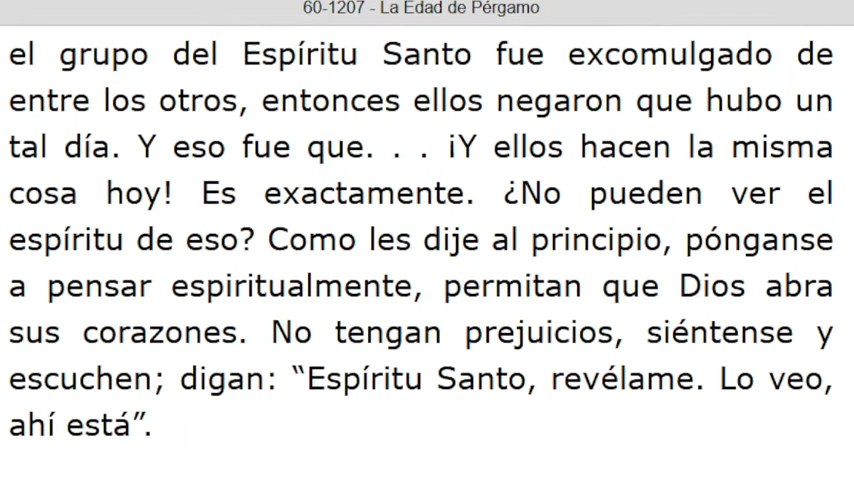 60-1207 - La Edad de Pérgamo
el grupo del Espíritu Santo fue excomulgado de
entre los otros, entonces ellos negaron que hubo un
tal día. Y eso fue que. . . ¡Y ellos hacen la misma
cosa hoy! Es exactamente. ¿No pueden ver el
espíritu de eso? Como les dije al principio, pónganse
a pensar espiritualmente, permitan que Dios abra
sus corazones. No tengan prejuicios, siéntense y
escuchen; digan: “Espíritu Santo, revélame. Lo veo,
ahí está”.